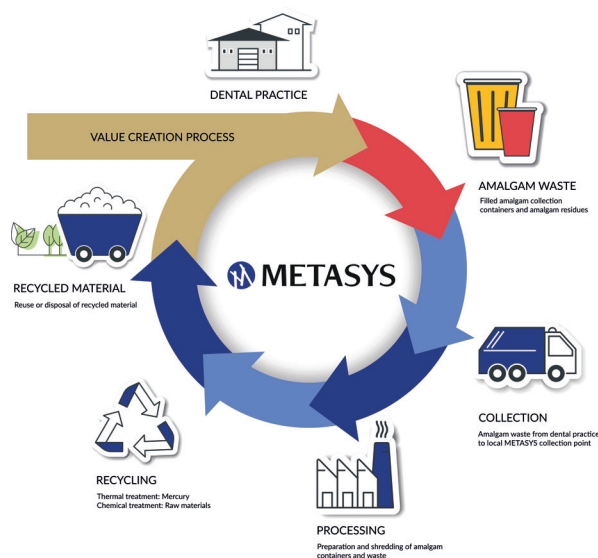 DENTAL PRACTICE
VALUE CREATION PROCESS
AMALGAM WASTE
Filled amalgam collection
containers and amalgam residues
METASYS
RECYCLED MATERIAL
Reuse or disposal of recycled material
COLLECTION
Amalgam waste from dental practice
to local METASYS collection point
RECYCLING
Thermal treatment: Mercury
Chemical treatment: Raw materials
PROCESSING
Preparation and shredding of amalgam
containers and waste